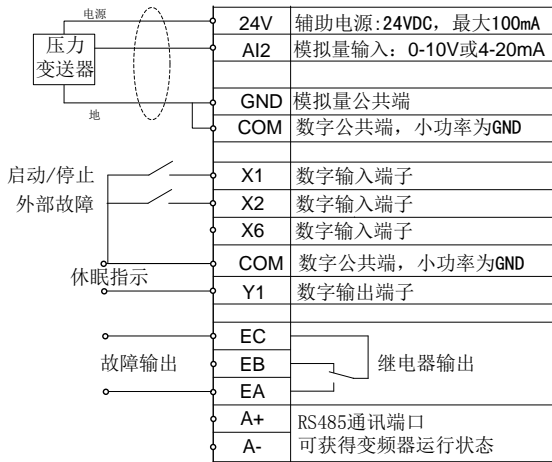 电源
24V 辅助电源:24VDC，最大100mA
压力
变送器
AI2 模拟量输入：0-10V或4-20mA
GND 模拟量公共端
地
COM 数字公共端，小功率为GND
启动/停止 X1 数字输入端子
外部故障 X2 数字输入端子
X6 数字输入端子
COM 数字公共端，小功率为GND
休眠指示
Y1 数字输出端子
EC
故障输出 EB 继电器输出
EA
A+ RS485通讯端口
A- 可获得变频器运行状态